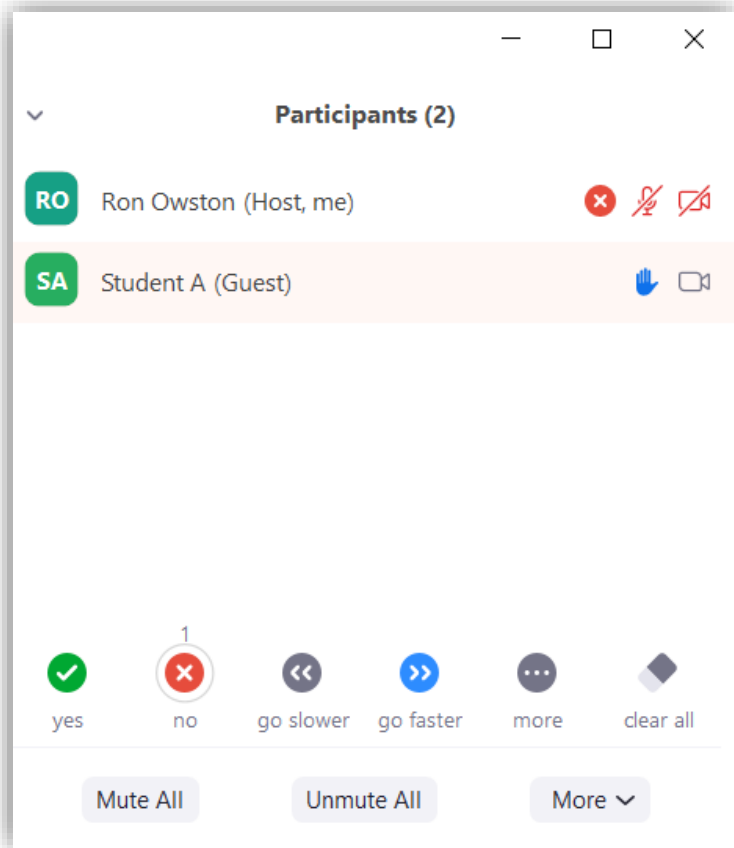 Participants (2)
RO Ron Owston (Host, me)
SA Student A (Guest)
1
yes no go slower go faster more clear all
Mute All Unmute All More